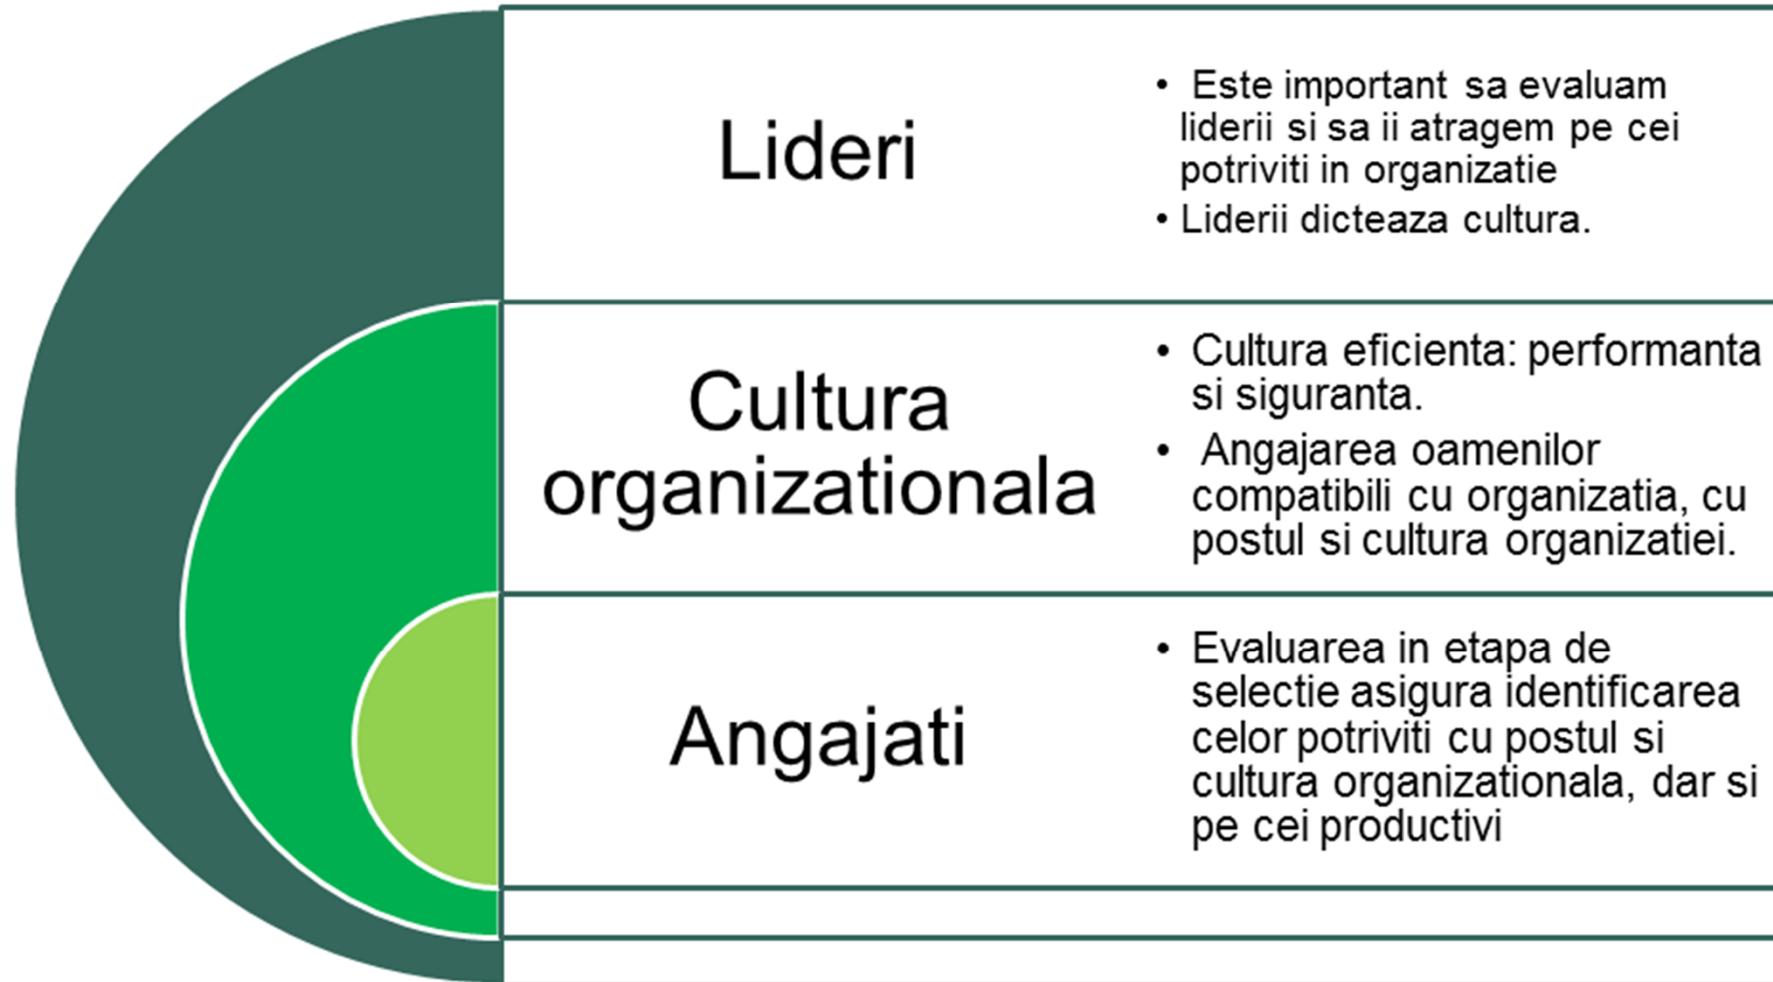 Lideri
• Este important sa evaluam
liderii si sa ii atragem pe cei
potriviti in organizatie
• Liderii dicteaza cultura.
Cultura
organizationala
• Cultura eficienta: performanta
si siguranta.
• Angajarea oamenilor
compatibili cu organizatia, cu
postul si cultura organizatiei.
Angajati
• Evaluarea in etapa de
selectie asigura identificarea
celor potriviti cu postul si
cultura organizationala, dar si
pe cei productivi